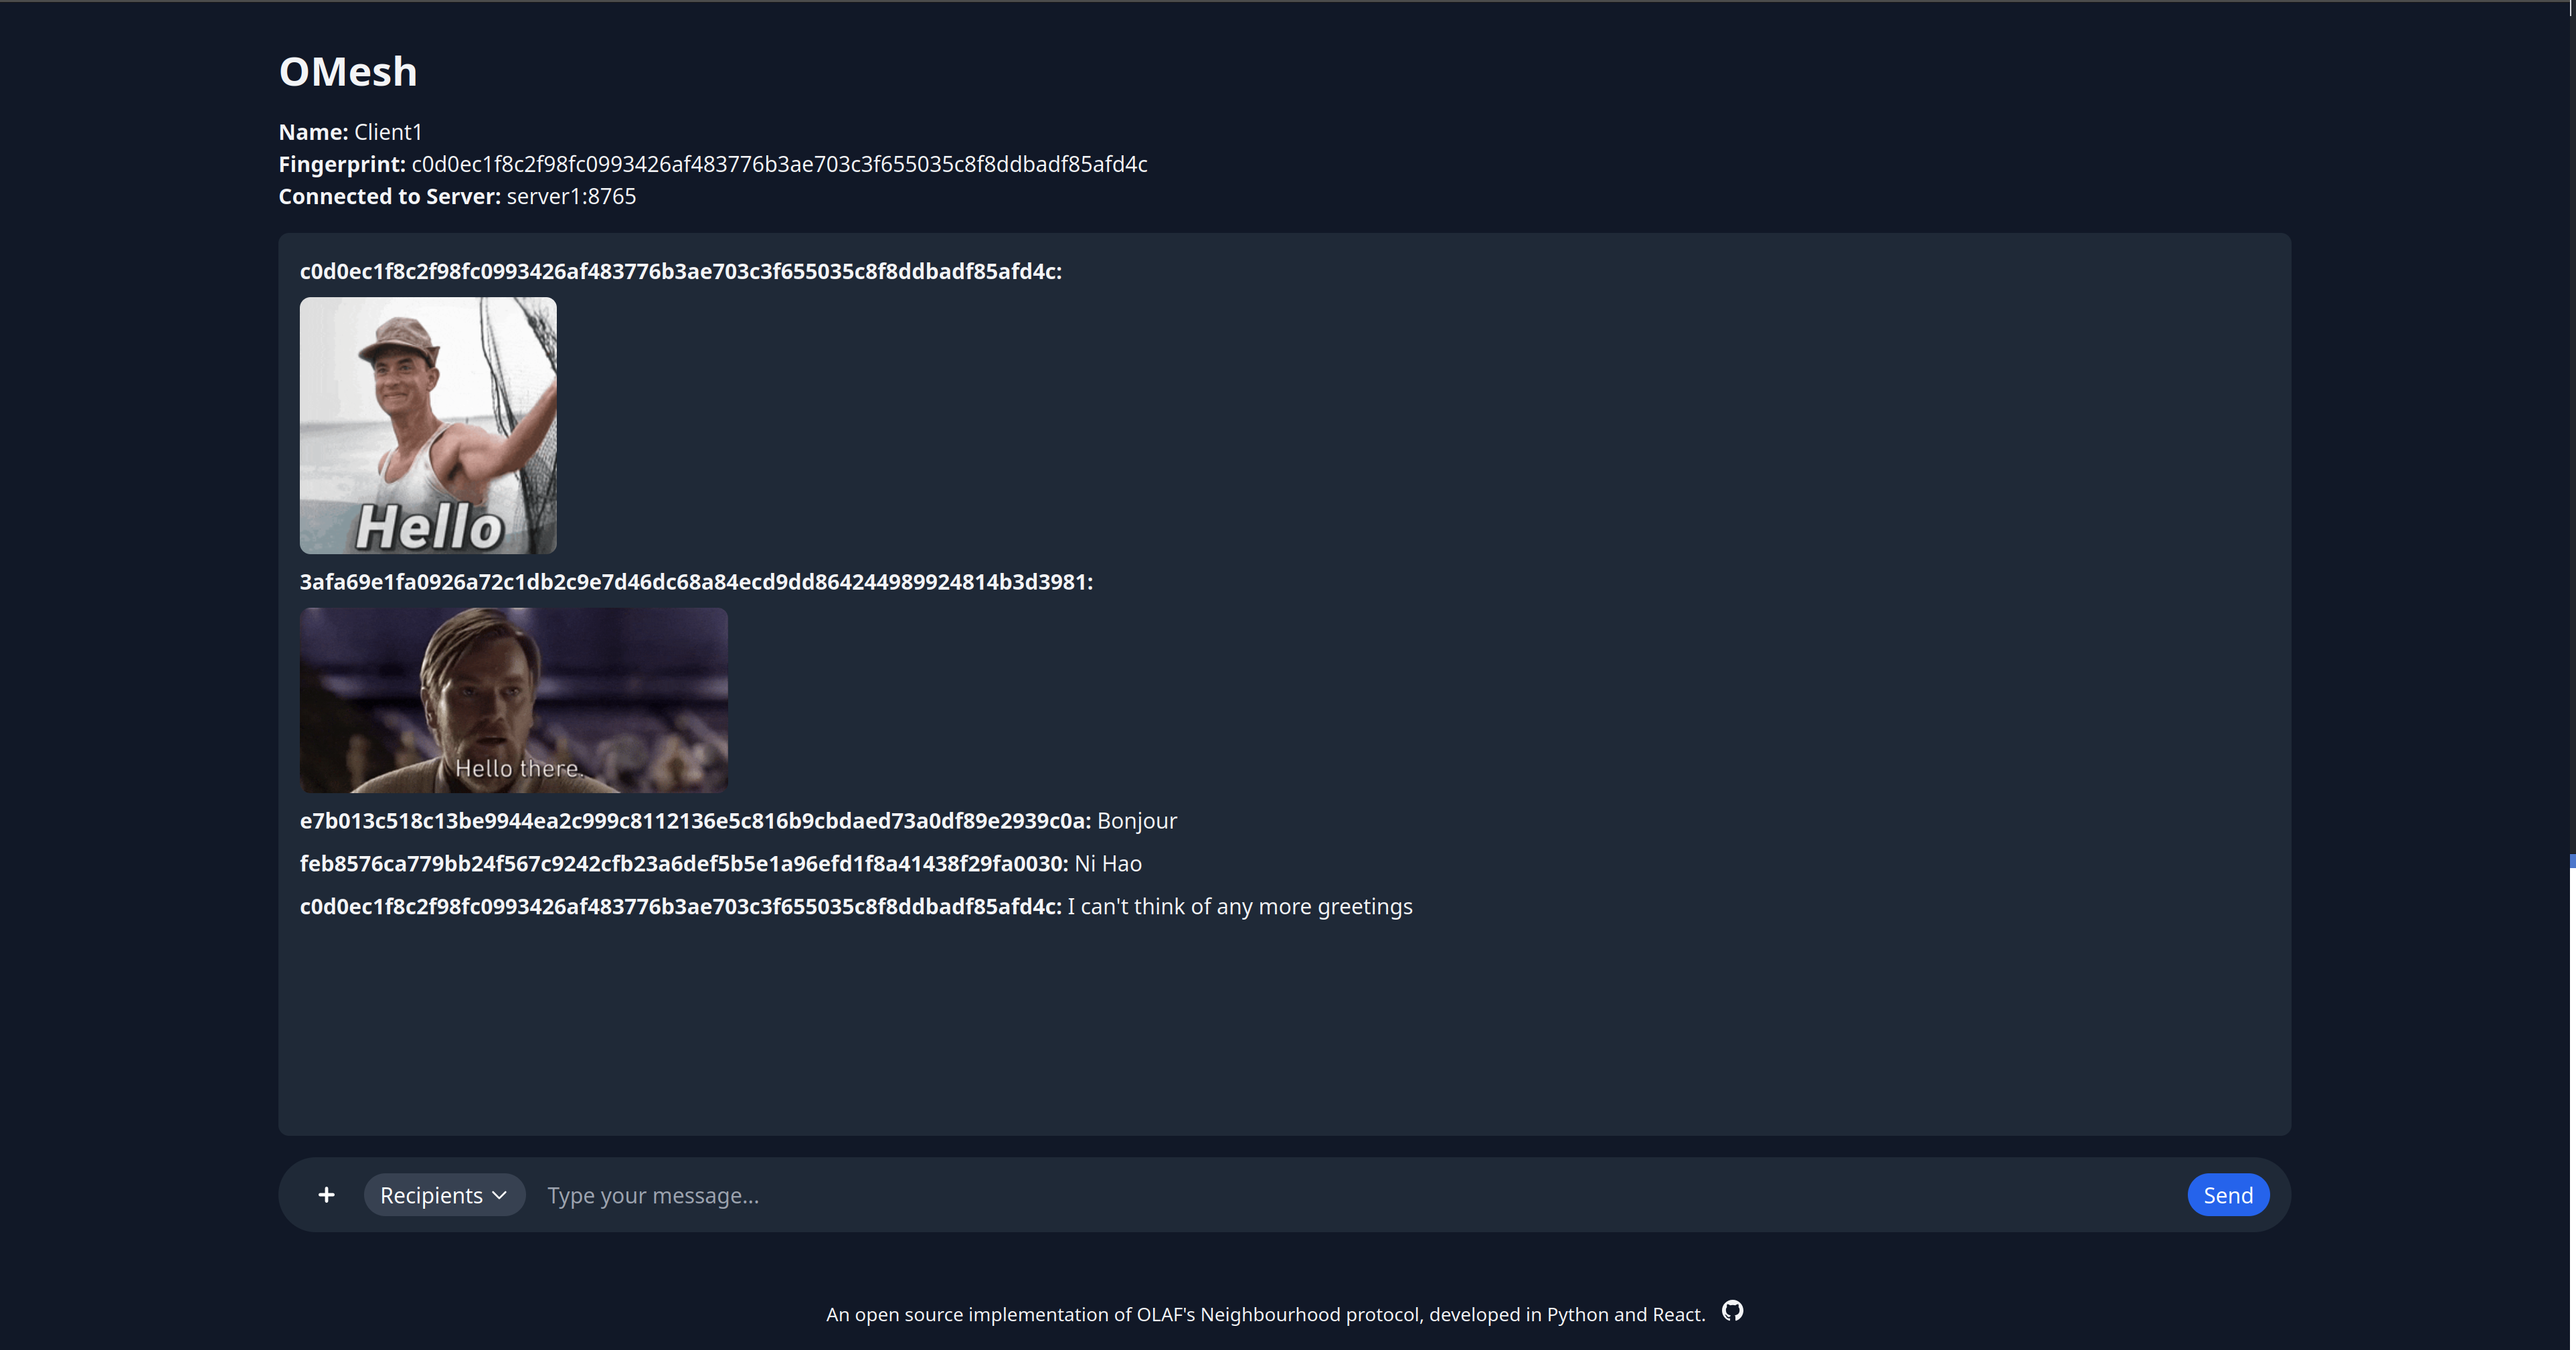 OMesh
Name: Client1
Fingerprint: c0d0ec1f8c2f98fc0993426af483776b3ae703c3f655035c8f8ddbadf85afd4c
Connected to Server: server1:8765
c0d0ec1f8c2f98fc0993426af483776b3ae703c3f655035c8f8ddbadf85afd4c:
Hello
3afa69e1fa0926a72c1db2c9e7d46dc68a84ecd9dd864244989924814b3d3981:
Hello there.
e7b013c518c13be9944ea2c999c8112136e5c816b9cbdaed73a0df89e2939c0a: Bonjour
feb8576ca779bb24f567c9242cfb23a6def5b5e1a96efd1f8a41438f29fa0030: Ni Hao
c0d0ec1f8c2f98fc0993426af483776b3ae703c3f655035c8f8ddbadf85afd4c: I can't think of any more greetings
+ Recipients Type your message... Send
An open source implementation of OLAF's Neighbourhood protocol, developed in Python and React.